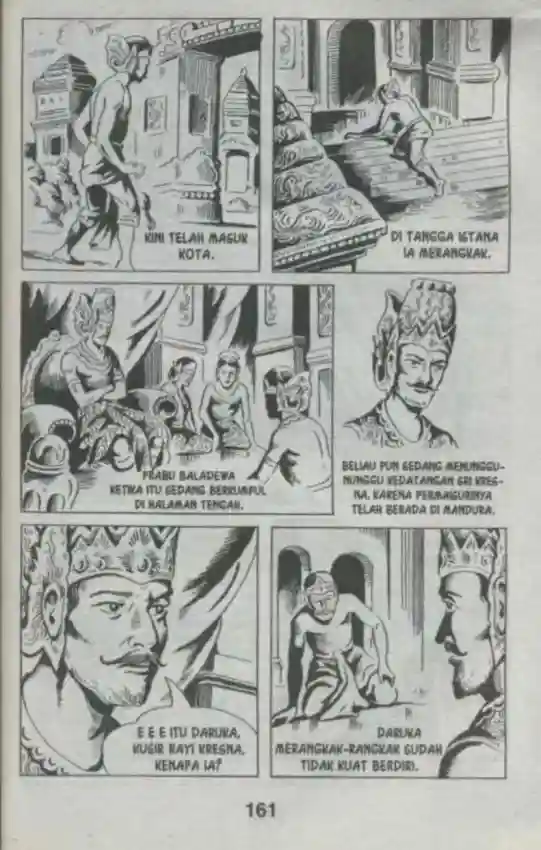 KINI TELAH MASUK
KOTA.
DI TANGGA ISTANA
IA MERANGKAK.
PRABU BALADEWA
KETIKA ITU SEDANG BERKUMPUL
DI HALAMAN TENGAH.
BELIAU PUN SEDANG MENUNGGU-
NUNGGU KEDATANGAN SRI KRES-
NA, KARENA PERMAISURINYA
TELAH BERADA DI MANDURA.
E E E ITU DARUKA,
KUSIR RAYI KRESNA,
KENAPA IA?
DARUKA
MERANGKAK-RANGKAK SUDAH
TIDAK KUAT BERDIRI.
161